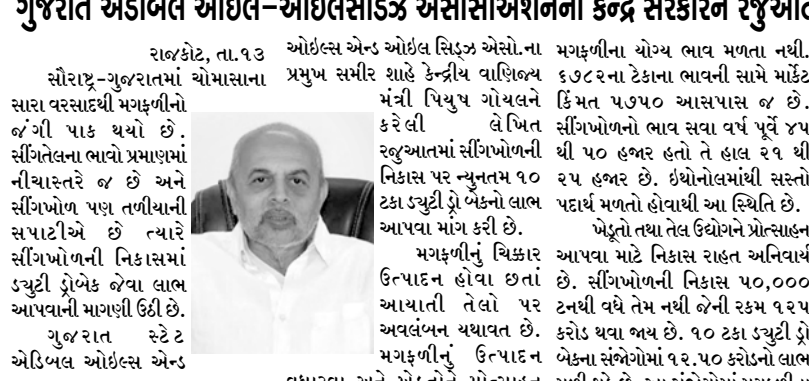 ગુજરાત એડીબલ ઓઇલ-ઓઇલસીડઝ એસોસીએશનની કેન્દ્ર સરકારને
રાજકોટ, તા.૧૩
સૌરાષ્ટ્ર-ગુજરાતમાં ચોમાસાના
સારા વરસાદથી મગફળીનો
જંગી પાક થયો છે.
સીંગતેલના ભાવો પ્રમાણમાં
નીચાસ્તરે જ છે અને
સીંગખોળ પણ તળીયાની
સપાટીએ છે ત્યારે
સીંગખોળની નિકાસમાં
ડ્યુટી ડ્રોબેક જેવા લાભ
આપવાની માગણી ઉઠી છે.
ગુજરાત સ્ટેટ
એડિબલ ઓઇલ્સ એન્ડ
ઓઇલ્સ એન્ડ ઓઇલ સિડ્ઝ એસો.ના
પ્રમુખ સમીર શાહે કેન્દ્રીય વાણિજ્ય
મંત્રી પિયુષ ગોયલને
કરેલી લેખિત
રજુઆતમાં સીંગખોળની
નિકાસ પર ન્યુનતમ ૧૦
ટકા ડ્યુટી ડ્રો બેકનો લાભ
આપવા માંગ કરી છે.
મગફળીનું ચિક્કાર
ઉત્પાદન હોવા છતાં
આયાતી તેલો પર
અવલંબન યથાવત છે.
મગફળીનું ઉત્પાદન
મગફળીના યોગ્ય ભાવ મળતા નથી.
૬૭૮૨ના ટેકાના ભાવની સામે માર્કેટ
કિંમત ૫૭૫૦ આસપાસ જ છે.
સીંગખોળનો ભાવ સવા વર્ષ પૂર્વે ૪૫
થી ૫૦ હજાર હતો તે હાલ ૨૧ થી
૨૫ હજાર છે. ઇથોનોલમાંથી સસ્તો
પદાર્થ મળતો હોવાથી આ સ્થિતિ છે.
ખેડૂતો તથા તેલ ઉદ્યોગને પ્રોત્સાહન
આપવા માટે નિકાસ રાહત અનિવાર્ય
છે. સીંગખોળની નિકાસ ૫૦,૦૦૦
ટનથી વધે તેમ નથી જેની રકમ ૧૨૫
કરોડ થવા જાય છે. ૧૦ ટકા ડ્યુટી ડ્રો
બેકના સંજોગોમાં ૧૨.૫૦ કરોડનો લાભ